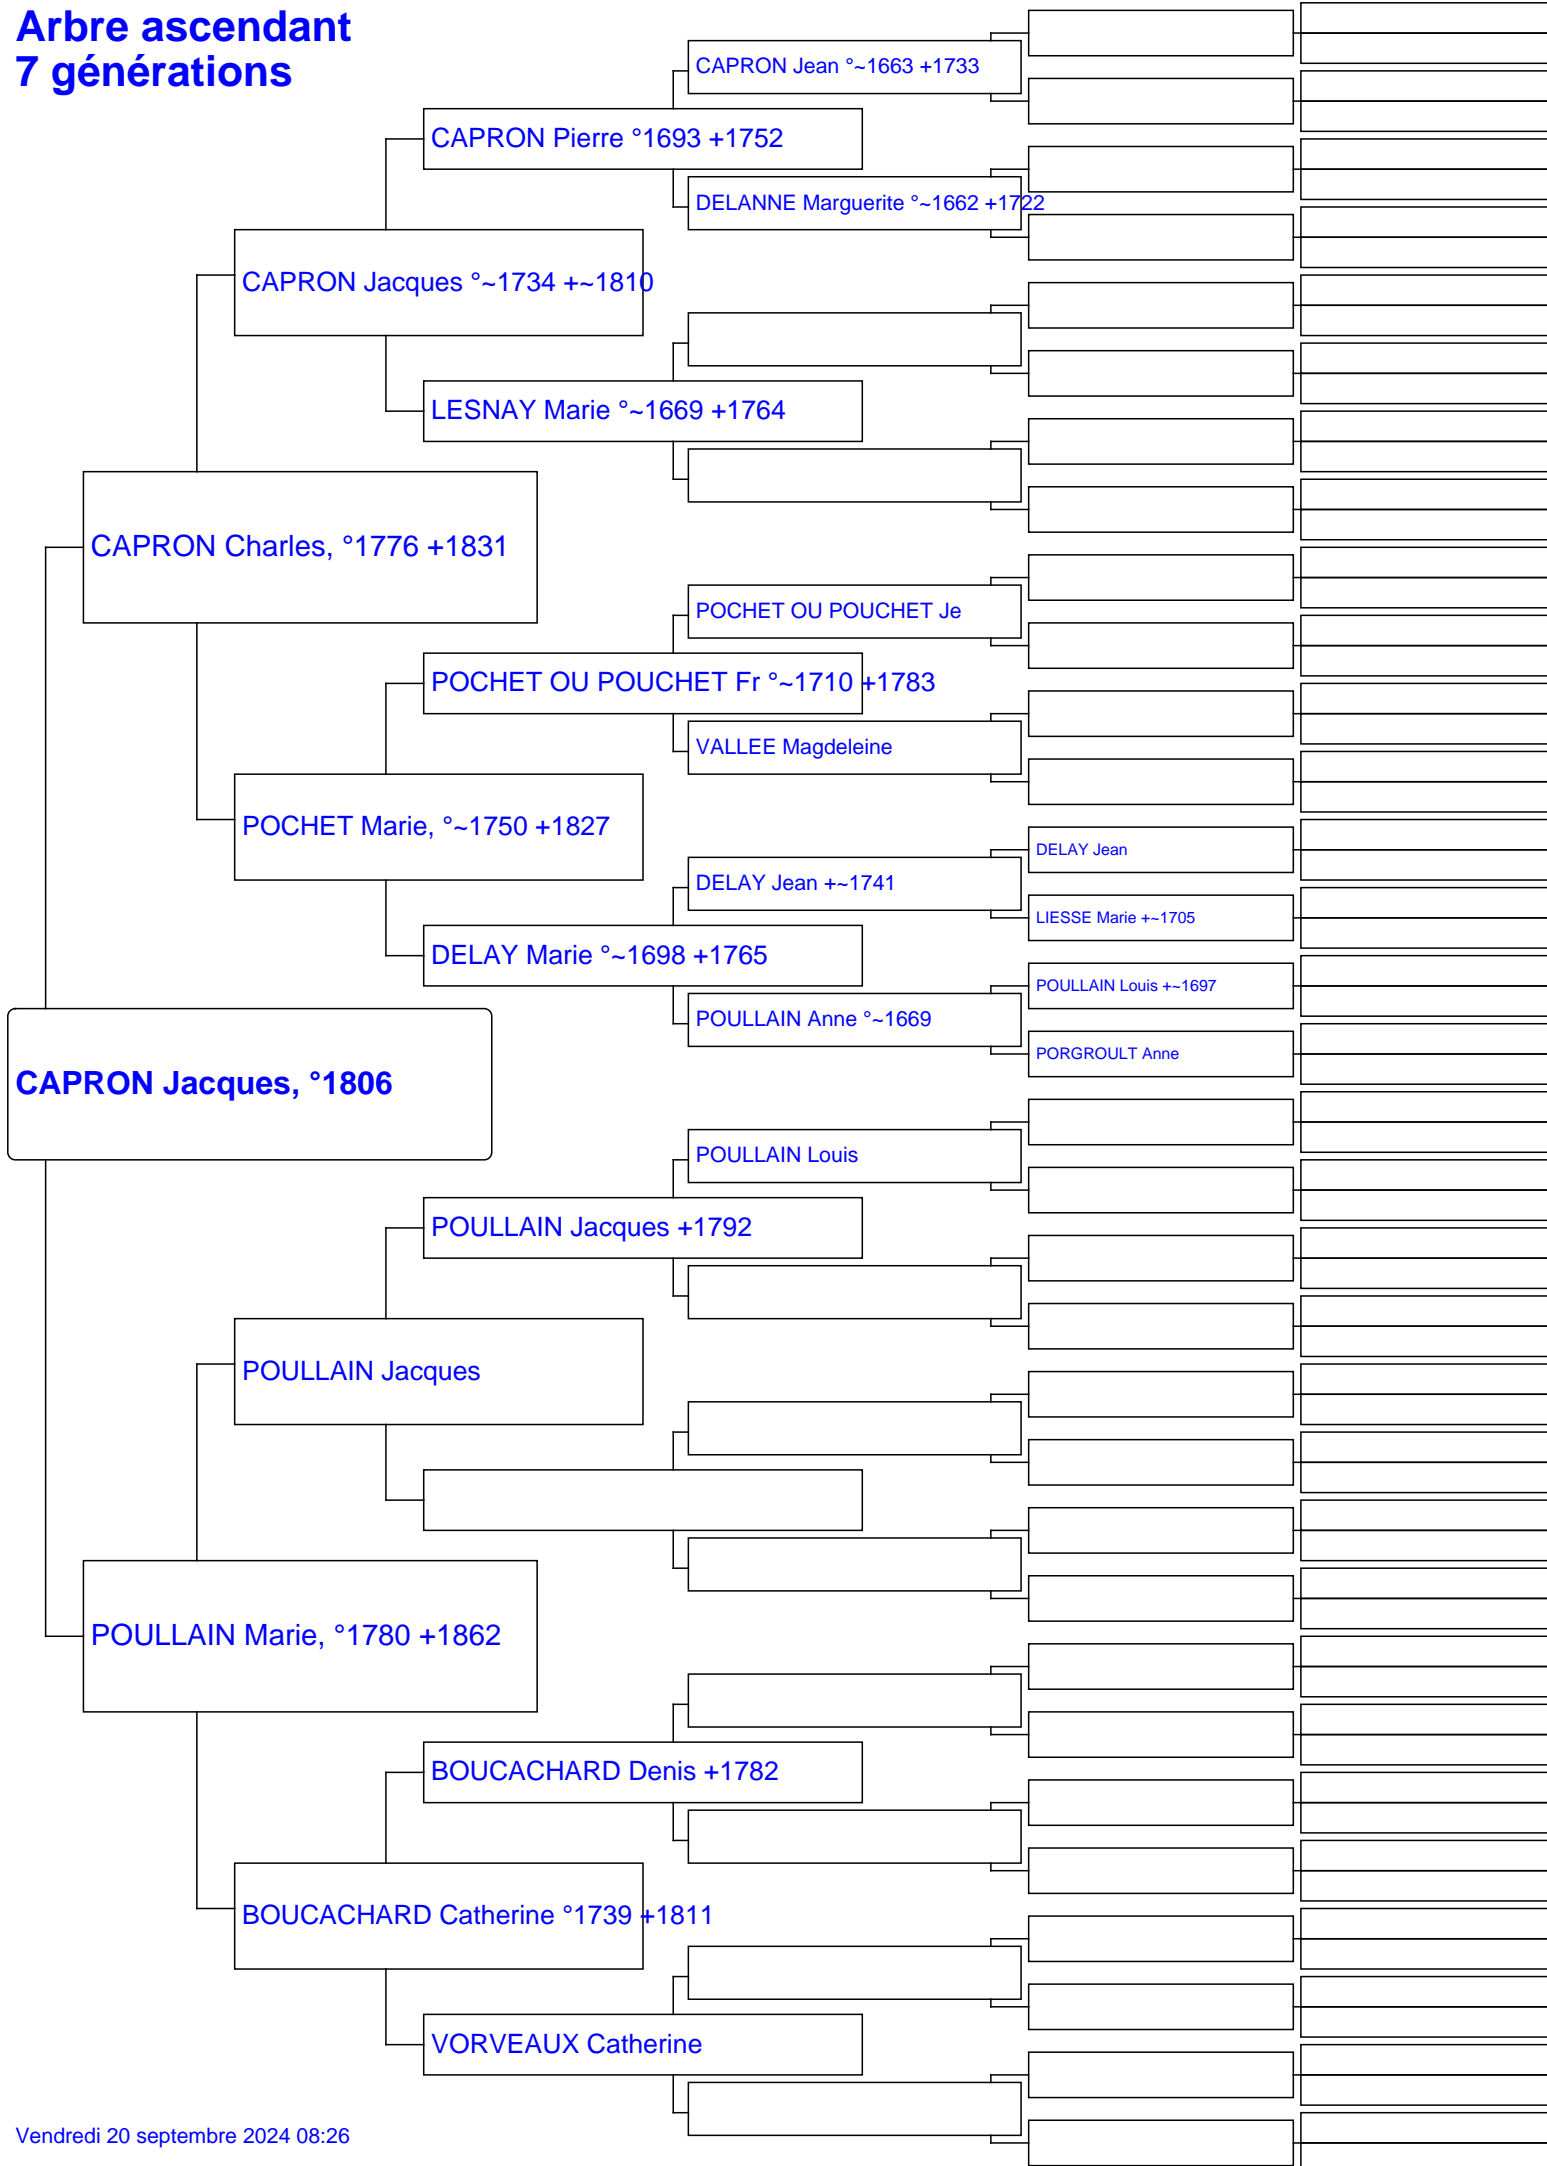 Arbre ascendant
7 générations
CAPRON Jean °~1663 +1733
CAPRON Pierre °1693 +1752
DELANNE Marguerite °~1662 +1722
CAPRON Jacques °~1734 +~1810
LESNAY Marie °~1669 +1764
CAPRON Charles, °1776 +1831
POCHET OU POUCHET Je
POCHET OU POUCHET Fr °~1710 +1783
VALLEE Magdeleine
POCHET Marie, °~1750 +1827
DELAY Jean
DELAY Jean +~1741
LIESSE Marie +~1705
DELAY Marie °~1698 +1765
POULLAIN Louis +~1697
POULLAIN Anne °~1669
PORGROULT Anne
CAPRON Jacques, °1806
POULLAIN Louis
POULLAIN Jacques +1792
POULLAIN Jacques
POULLAIN Marie, °1780 +1862
BOUCACHARD Denis +1782
BOUCACHARD Catherine °1739 +1811
VORVEAUX Catherine
Vendredi 20 septembre 2024 08:26